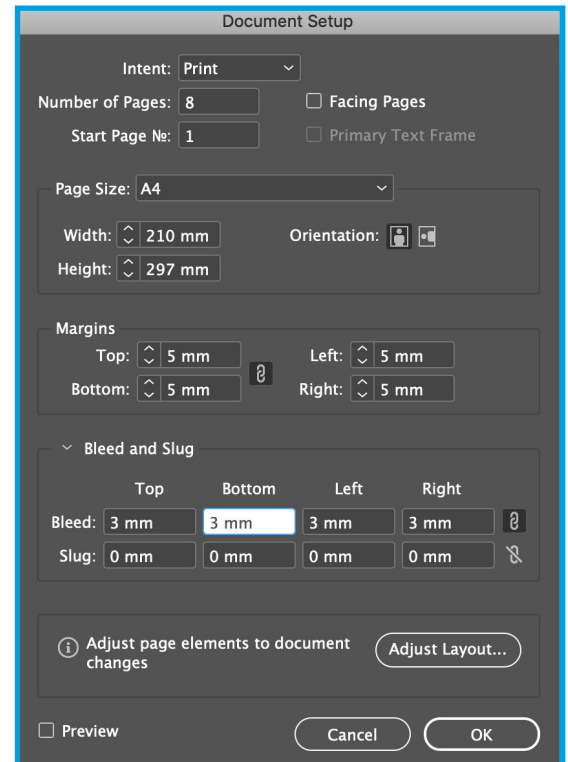 Document Setup
Intent: Print
Number of Pages: 8 Facing Pages
Start Page №: 1 Primary Text Frame
Page Size: A4
Width: 210 mm Orientation:
Height: 297 mm
Margins
Top: 5 mm Left: 5 mm
Bottom: 5 mm Right: 5 mm
Bleed and Slug
Top Bottom Left Right
Bleed: 3 mm 3 mm 3 mm 3 mm
Slug: 0 mm 0 mm 0 mm 0 mm
Adjust page elements to document Adjust Layout...
changes
Preview Cancel OK